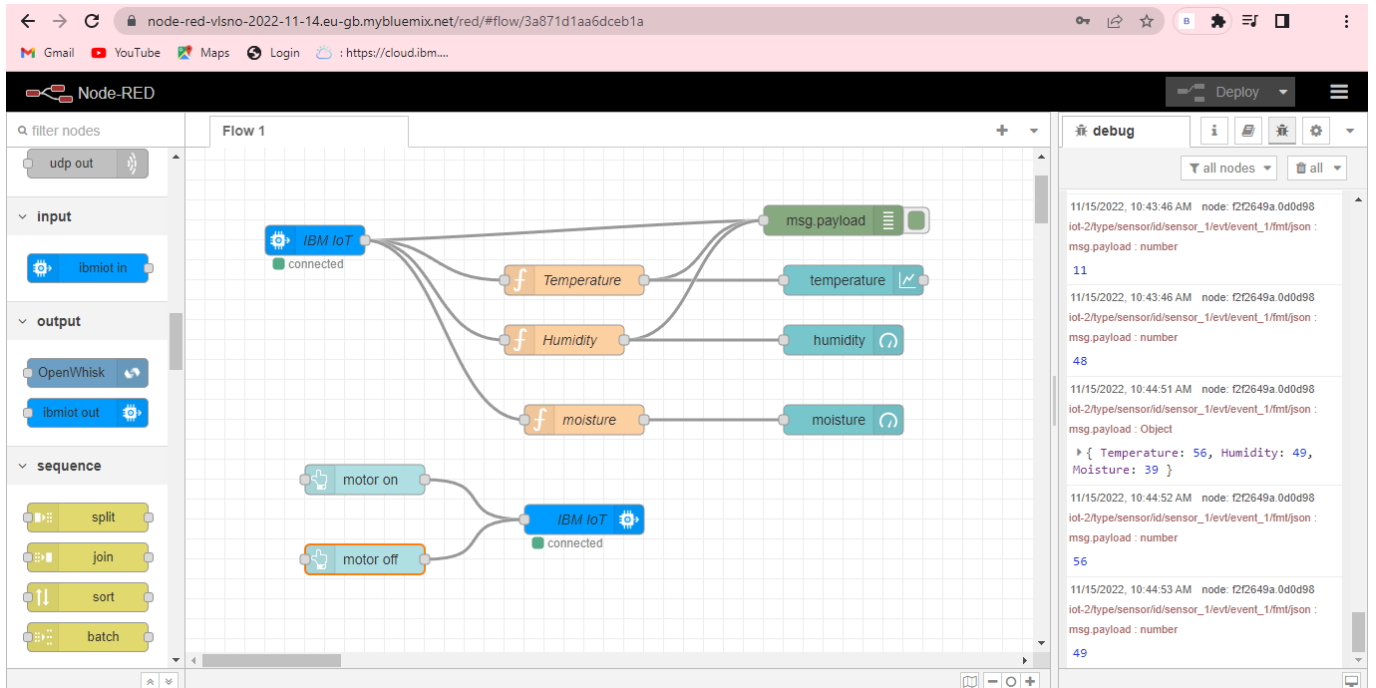 node-red-vlsno-2022-11-14.eu-gb.mybluemix.net/red/#flow/3a871d1aa6dceb1a
B
Gmail YouTube Maps Login : https://cloud.ibm....
Node-RED
Deploy
filter nodes
udp out
input
ibmiot in
output
OpenWhisk
ibmiot out
sequence
split
join
sort
batch
Flow 1
IBM IoT
connected
msg.payload
f Temperature
temperature
f Humidity
humidity
f moisture
moisture
motor on
motor off
IBM IoT
connected
debug
i
all nodes
all
11/15/2022, 10:43:46 AM node: f2f2649a.0d0d98
iot-2/type/sensor/id/sensor_1/evt/event_1/fmt/json :
msg.payload : number
11
11/15/2022, 10:43:46 AM node: f2f2649a.0d0d98
iot-2/type/sensor/id/sensor_1/evt/event_1/fmt/json :
msg.payload : number
48
11/15/2022, 10:44:51 AM node: f2f2649a.0d0d98
iot-2/type/sensor/id/sensor_1/evt/event_1/fmt/json :
msg.payload : Object
{ Temperature: 56, Humidity: 49,
Moisture: 39 }
11/15/2022, 10:44:52 AM node: f2f2649a.0d0d98
iot-2/type/sensor/id/sensor_1/evt/event_1/fmt/json :
msg.payload : number
56
11/15/2022, 10:44:53 AM node: f2f2649a.0d0d98
iot-2/type/sensor/id/sensor_1/evt/event_1/fmt/json :
msg.payload : number
49